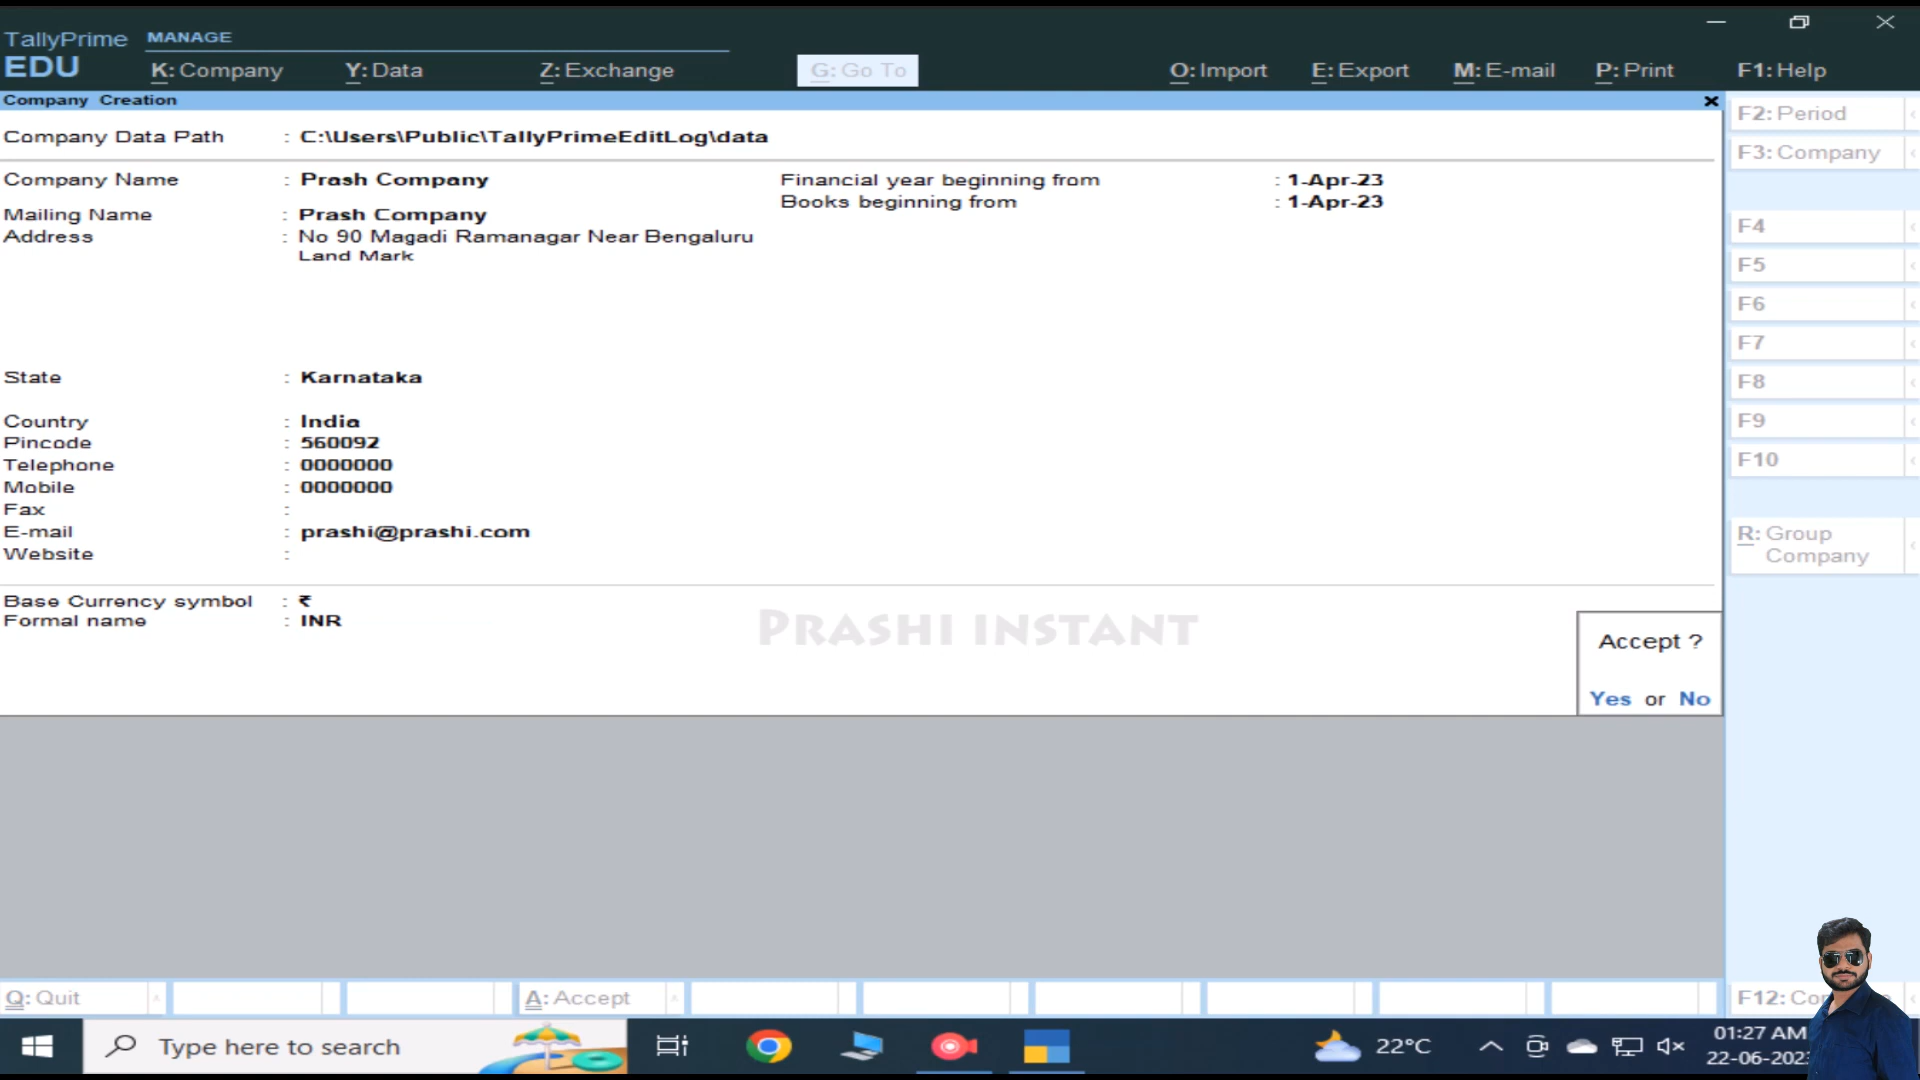 TallyPrime
EDU
MANAGE
K: Company
Y: Data
Z: Exchange
G: Go To
O: Import
E: Export
M: E-mail
P: Print
F1: Help
Company Creation
Company Data Path : C:\Users\Public\TallyPrimeEditLog\data
Company Name : Prash Company
Financial year beginning from : 1-Apr-23
Books beginning from : 1-Apr-23
Mailing Name : Prash Company
Address : No 90 Magadi Ramanagar Near Bengaluru
Land Mark
State : Karnataka
Country : India
Pincode : 560092
Telephone : 0000000
Mobile : 0000000
Fax :
E-mail : prashi@prashi.com
Website :
Base Currency symbol : ₹
Formal name : INR
PRASHI INSTANT
Accept ?
Yes or No
F2: Period
F3: Company
F4
F5
F6
F7
F8
F9
F10
R: Group
Company
Q: Quit
A: Accept
F12:
Type here to search
22°C
01:27 AM
22-06-202